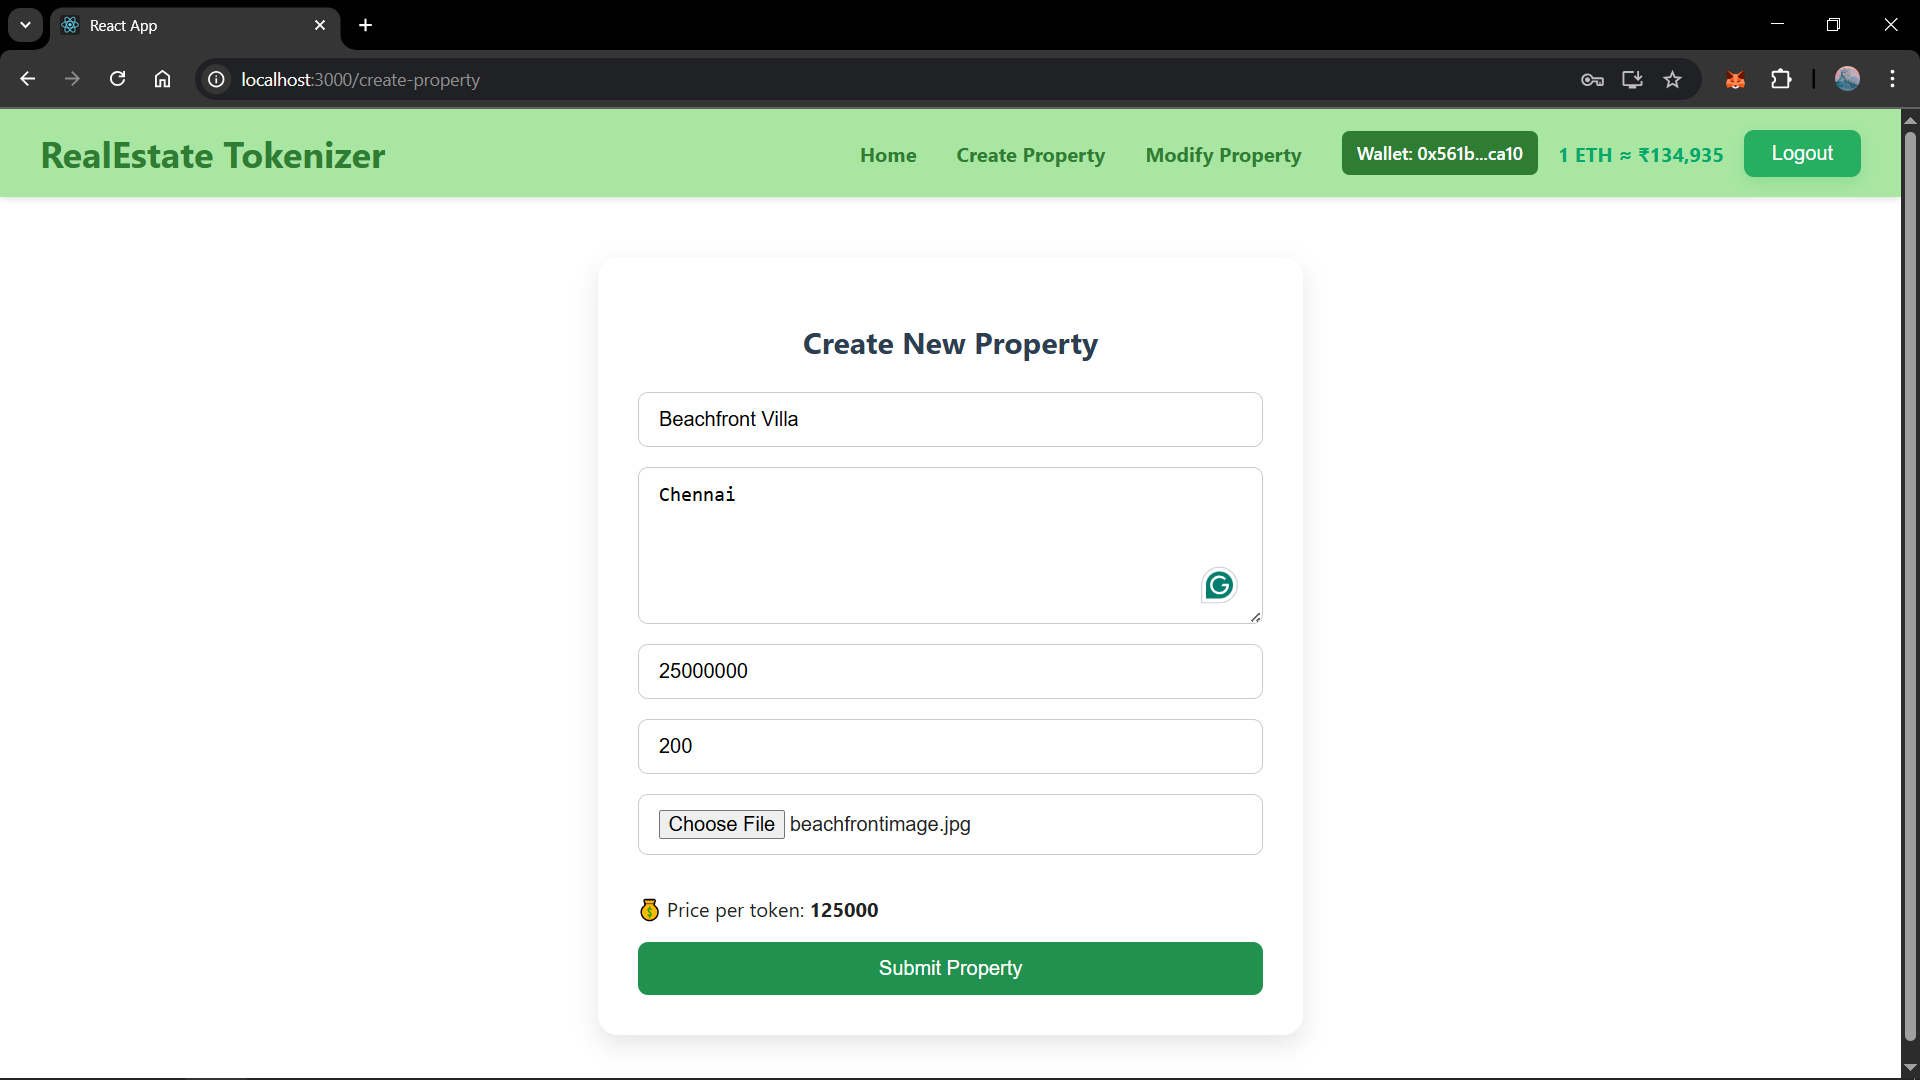 React App
localhost:3000/create-property
RealEstate Tokenizer
Home
Create Property
Modify Property
Wallet: 0x561b...ca10
1 ETH ≈ ₹134,935
Logout
Create New Property
Beachfront Villa
Chennai
25000000
200
Choose File beachfrontimage.jpg
Price per token: 125000
Submit Property